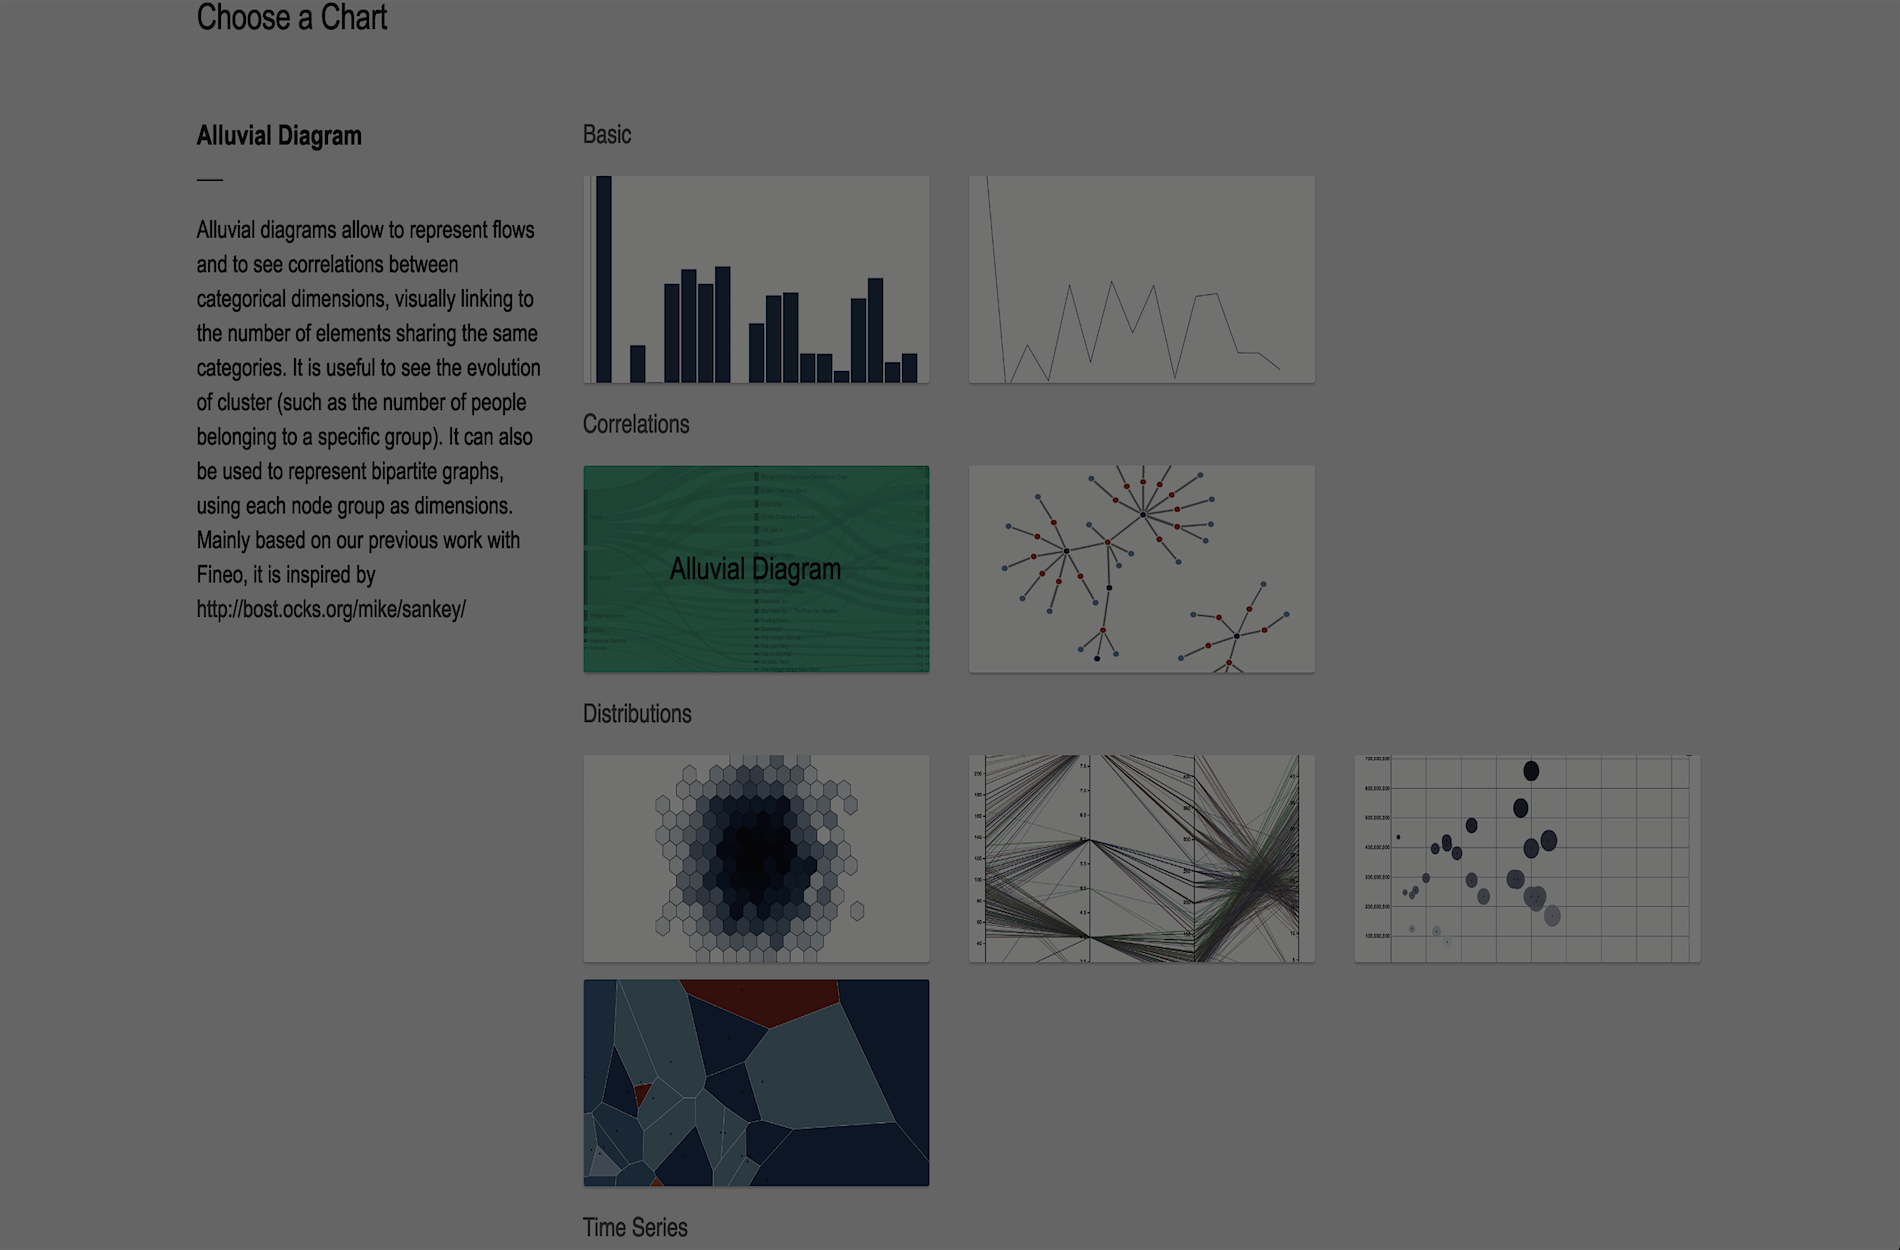 Choose a Chart
Alluvial Diagram
Alluvial diagrams allow to represent flows
and to see correlations between
categorical dimensions, visually linking to
the number of elements sharing the same
categories. It is useful to see the evolution
of cluster (such as the number of people
belonging to a specific group). It can also
be used to represent bipartite graphs,
using each node group as dimensions.
Mainly based on our previous work with
Fineo, it is inspired by
http://bost.ocks.org/mike/sankey/
Basic
Correlations
Alluvial Diagram
Distributions
Time Series